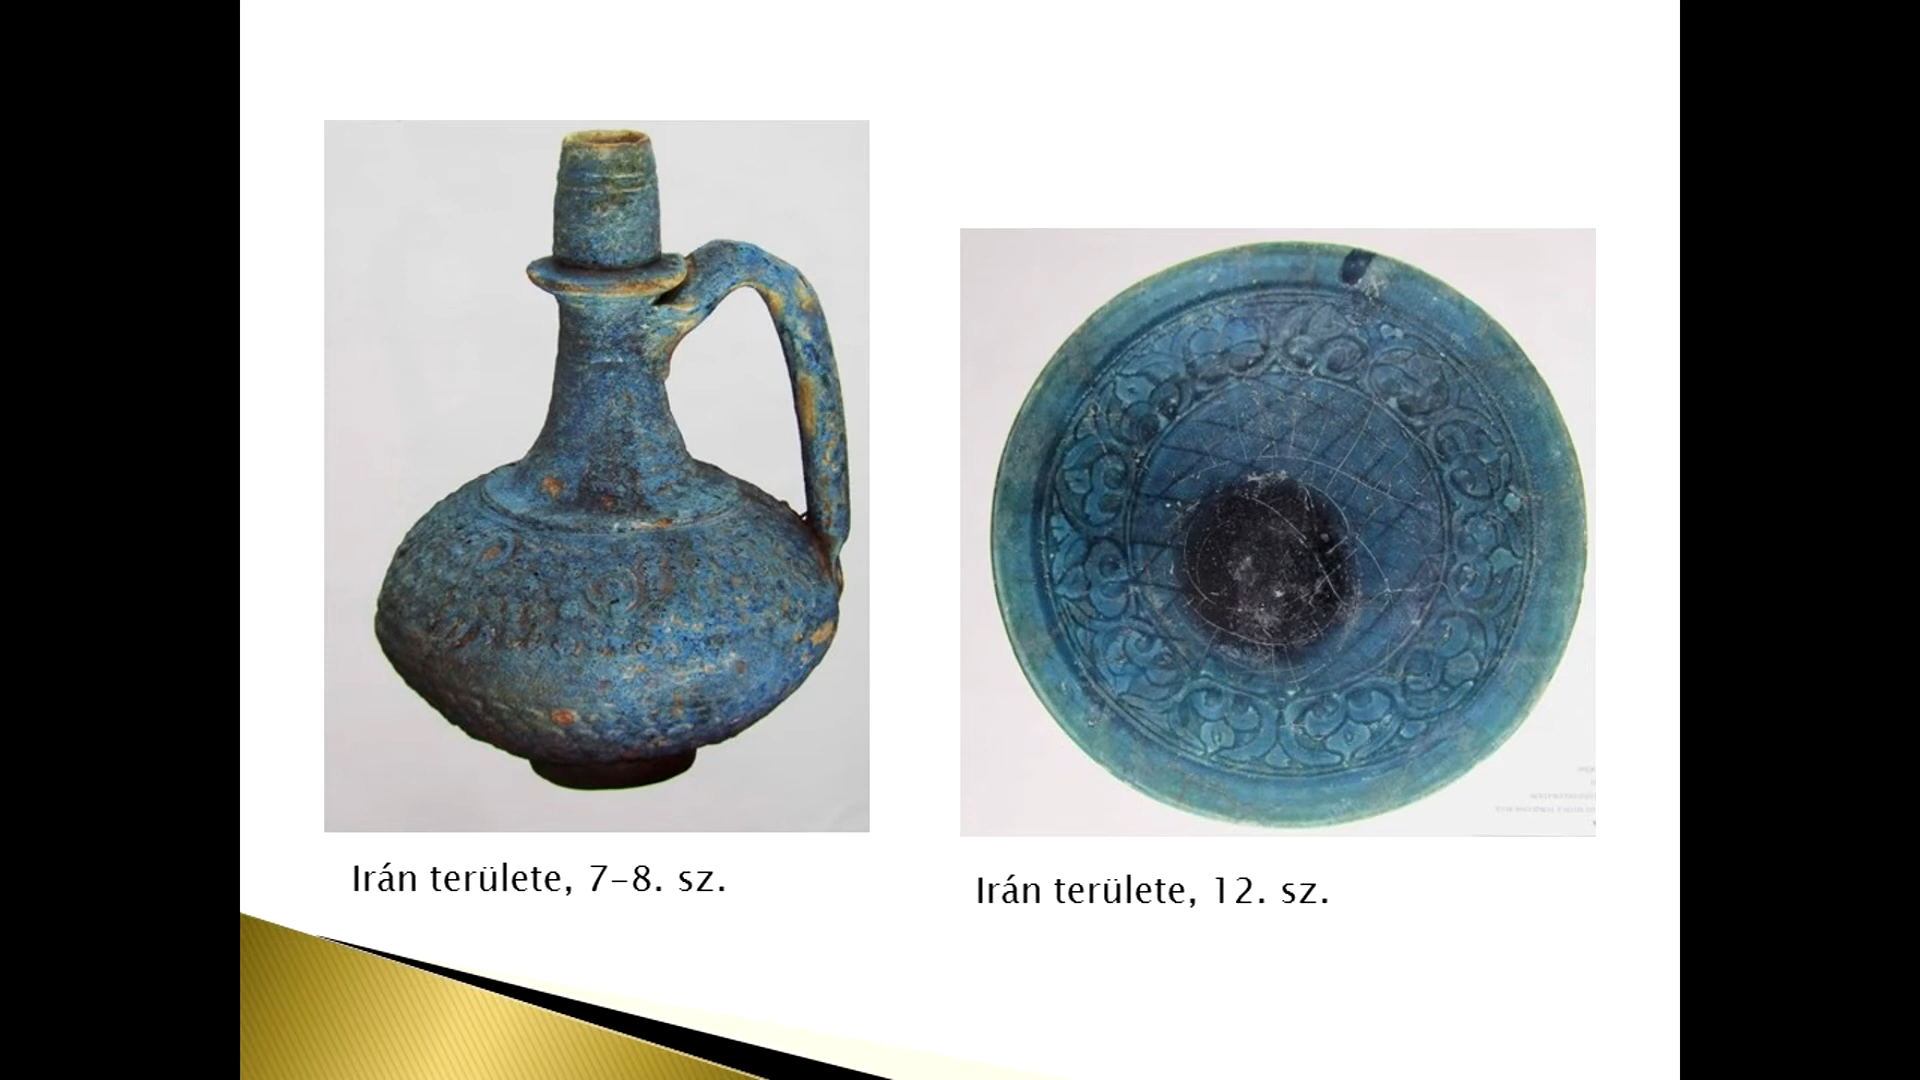 Irán területe, 7-8. sz.
Irán területe, 12. sz.